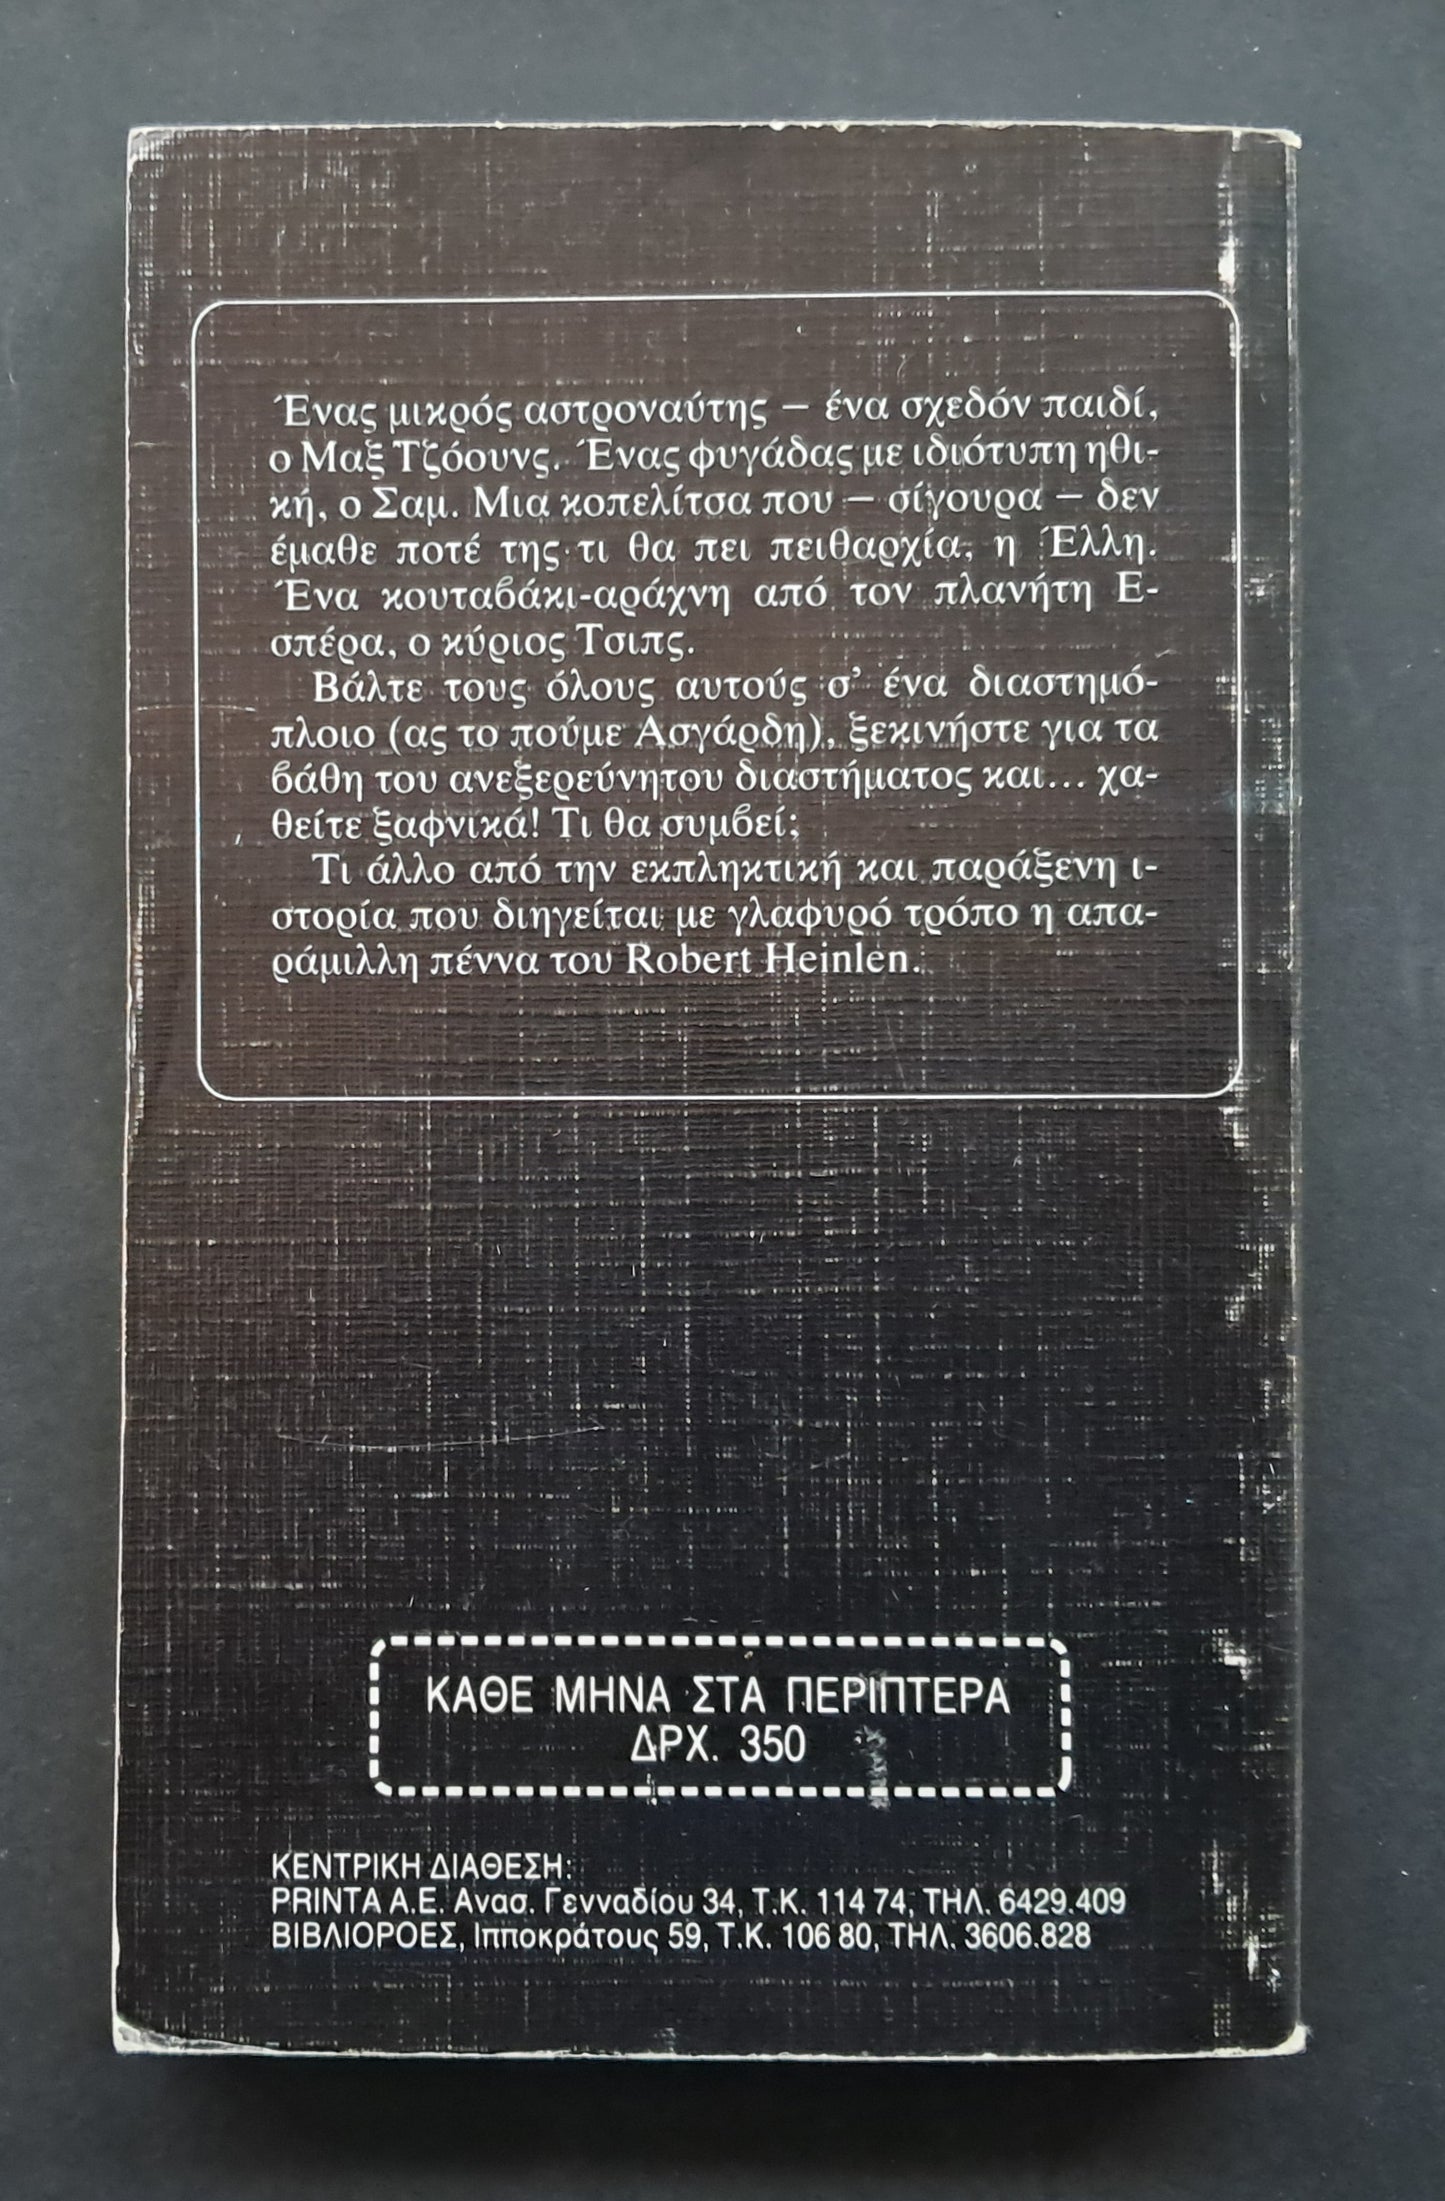 Ένας μικρός αστροναύτης – ένα σχεδόν παιδί,
ο Μαξ Τζόουνς. Ένας φυγάδας με ιδιότυπη ηθι-
κή, ο Σαμ. Μια κοπελίτσα που – σίγουρα – δεν
έμαθε ποτέ της τι θα πει πειθαρχία, η Έλλη.
Ένα κουταβάκι-αράχνη από τον πλανήτη Ε-
σπέρα, ο κύριος Τσιπς.
Βάλτε τους όλους αυτούς σ' ένα διαστημό-
πλοιο (ας το πούμε Ασγάρδη), ξεκινήστε για τα
βάθη του ανεξερεύνητου διαστήματος και... χα-
θείτε ξαφνικά! Τι θα συμβεί;
Τι άλλο από την εκπληκτική και παράξενη ι-
στορία που διηγείται με γλαφυρό τρόπο η απα-
ράμιλλη πέννα του Robert Heinlen.
ΚΑΘΕ ΜΗΝΑ ΣΤΑ ΠΕΡΙΠΤΕΡΑ
ΔΡΧ. 350
ΚΕΝΤΡΙΚΗ ΔΙΑΘΕΣΗ:
PRINTA A.E. Ανασ. Γενναδίου 34, Τ.Κ. 114 74, ΤΗΛ. 6429.409
ΒΙΒΛΙΟΡΟΕΣ, Ιπποκράτους 59, Τ.Κ. 106 80, ΤΗΛ. 3606.828